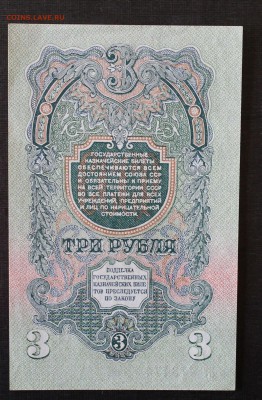 COINS.LAVE.RU
3
ГОСУДАРСТВЕННЫЕ
КАЗНАЧЕЙСКИЕ БИЛЕТЫ
ОБЕСПЕЧИВАЮТСЯ ВСЕМ
ДОСТОЯНИЕМ СОЮЗА ССР
И ОБЯЗАТЕЛЬНЫ К ПРИЕМУ
НА ВСЕЙ ТЕРРИТОРИИ СССР
ВО ВСЕ ПЛАТЕЖИ ДЛЯ ВСЕХ
УЧРЕЖДЕНИЙ, ПРЕДПРИЯТИЙ
И ЛИЦ ПО НАРИЦАТЕЛЬНОЙ
СТОИМОСТИ.
ТРИ РУБЛЯ
ПОДДЕЛКА
ГОСУДАРСТВЕННЫХ
КАЗНАЧЕЙСКИХ БИЛЕ
ТОВ ПРЕСЛЕДУЕТСЯ
ПО ЗАКОНУ
3 3 3